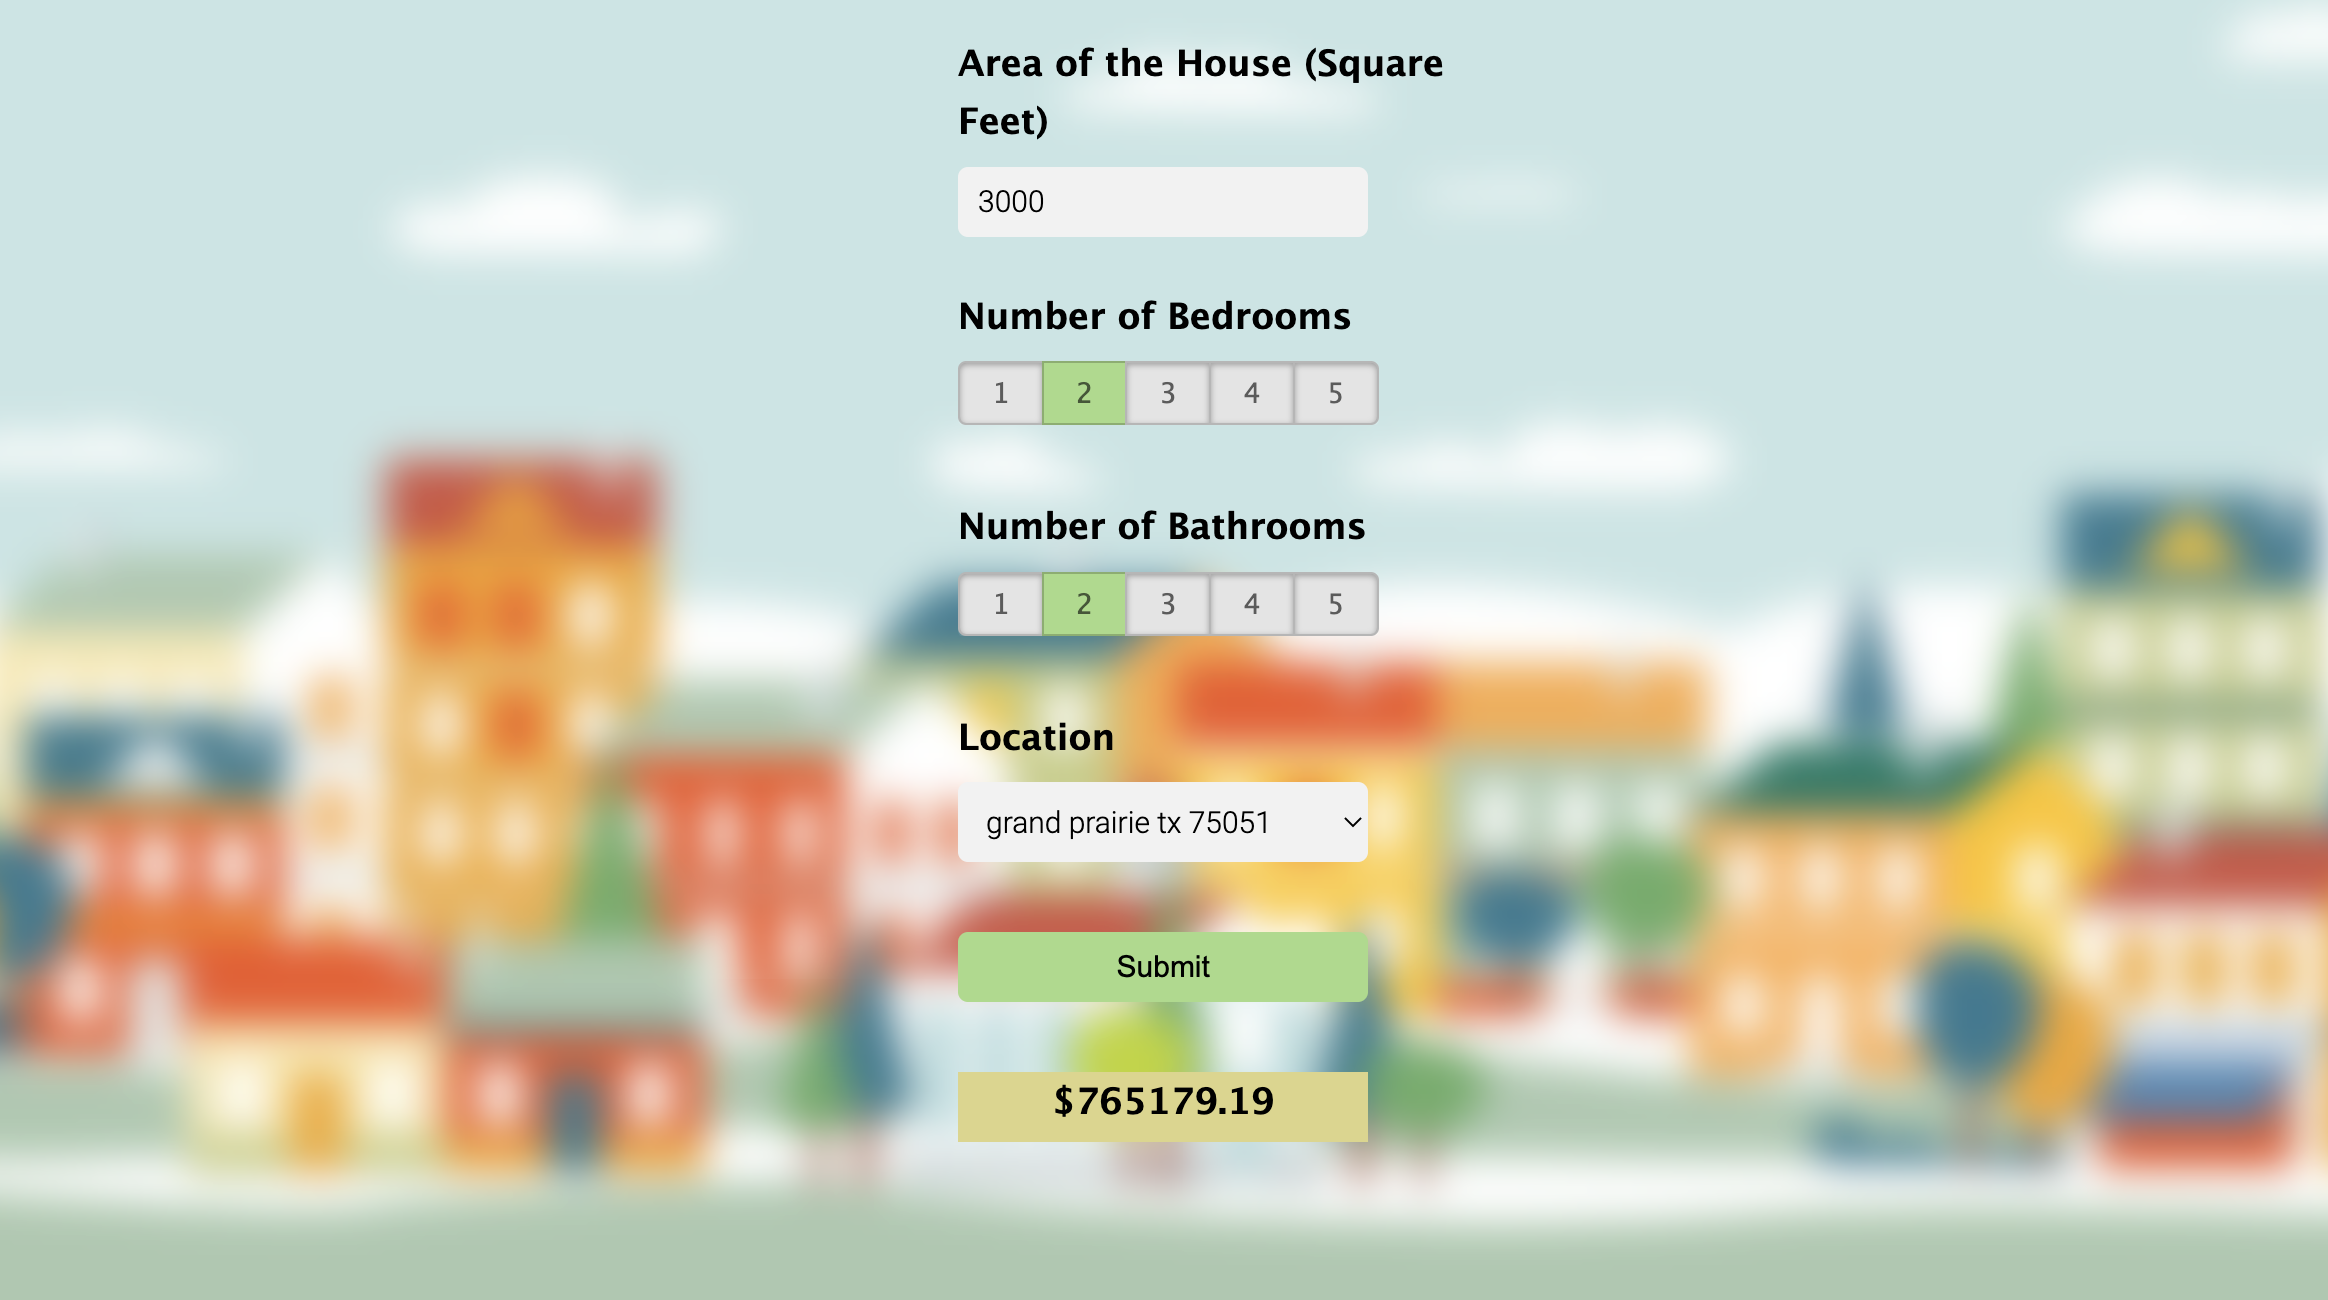 Area of the House (Square
Feet)
3000
Number of Bedrooms
1 2 3 4 5
Number of Bathrooms
1 2 3 4 5
Location
grand prairie tx 75051
Submit
$765179.19